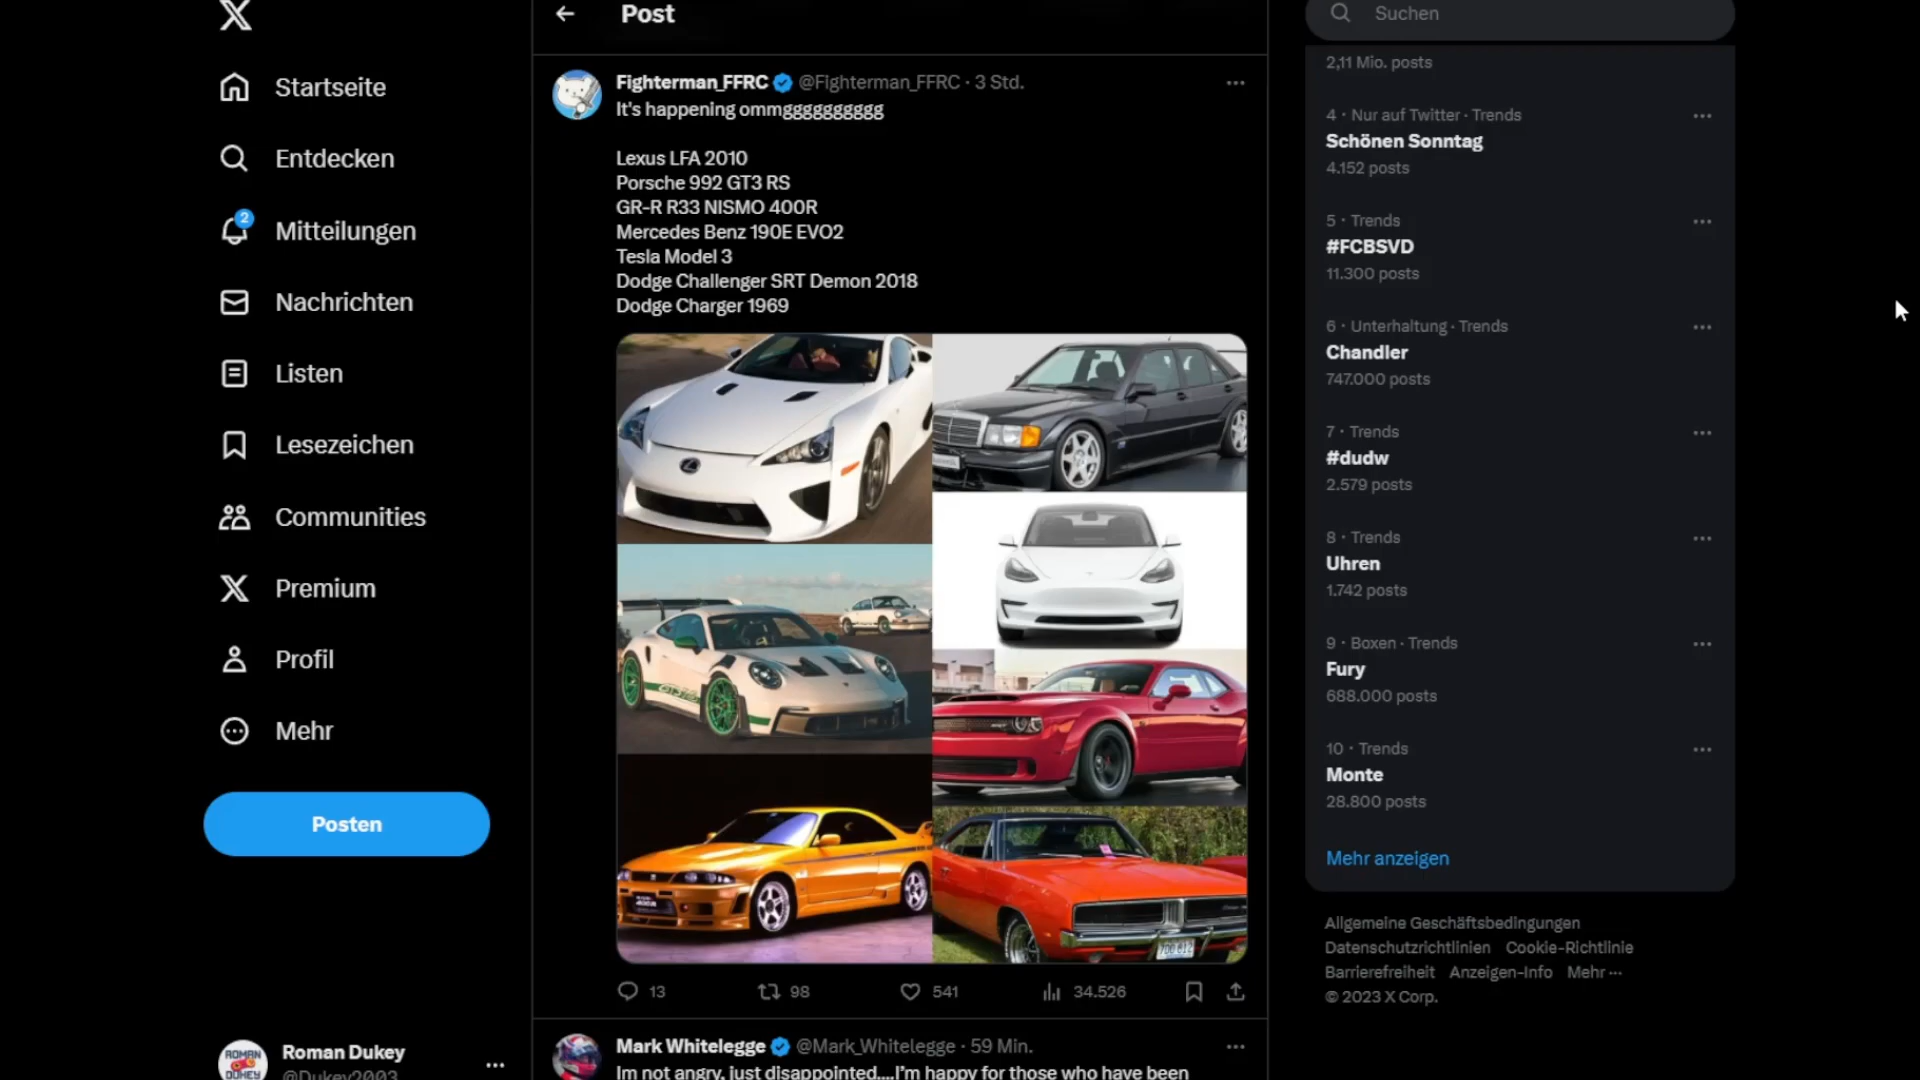 Startseite
Entdecken
2
Mitteilungen
Nachrichten
Listen
Lesezeichen
Communities
Premium
Profil
Mehr
Posten
Roman Dukey
@Dukey2003
Post
Fighterman_FFRC @Fighterman_FFRC · 3 Std.
It's happening ommgggggggggg
Lexus LFA 2010
Porsche 992 GT3 RS
GR-R R33 NISMO 400R
Mercedes Benz 190E EVO2
Tesla Model 3
Dodge Challenger SRT Demon 2018
Dodge Charger 1969
13 98 541 34.526
Mark Whitelegge @Mark_Whitelegge · 59 Min.
Im not angry, just disappointed....I'm happy for those who have been
Suchen
2,11 Mio. posts
4 · Nur auf Twitter · Trends
Schönen Sonntag
4.152 posts
5 · Trends
#FCBSVD
11.300 posts
6 · Unterhaltung · Trends
Chandler
747.000 posts
7 · Trends
#dudw
2.579 posts
8 · Trends
Uhren
1.742 posts
9 · Boxen · Trends
Fury
688.000 posts
10 · Trends
Monte
28.800 posts
Mehr anzeigen
Allgemeine Geschäftsbedingungen
Datenschutzrichtlinien Cookie-Richtlinie
Barrierefreiheit Anzeigen-Info Mehr ···
© 2023 X Corp.
ROMAN
DUKEY
400R